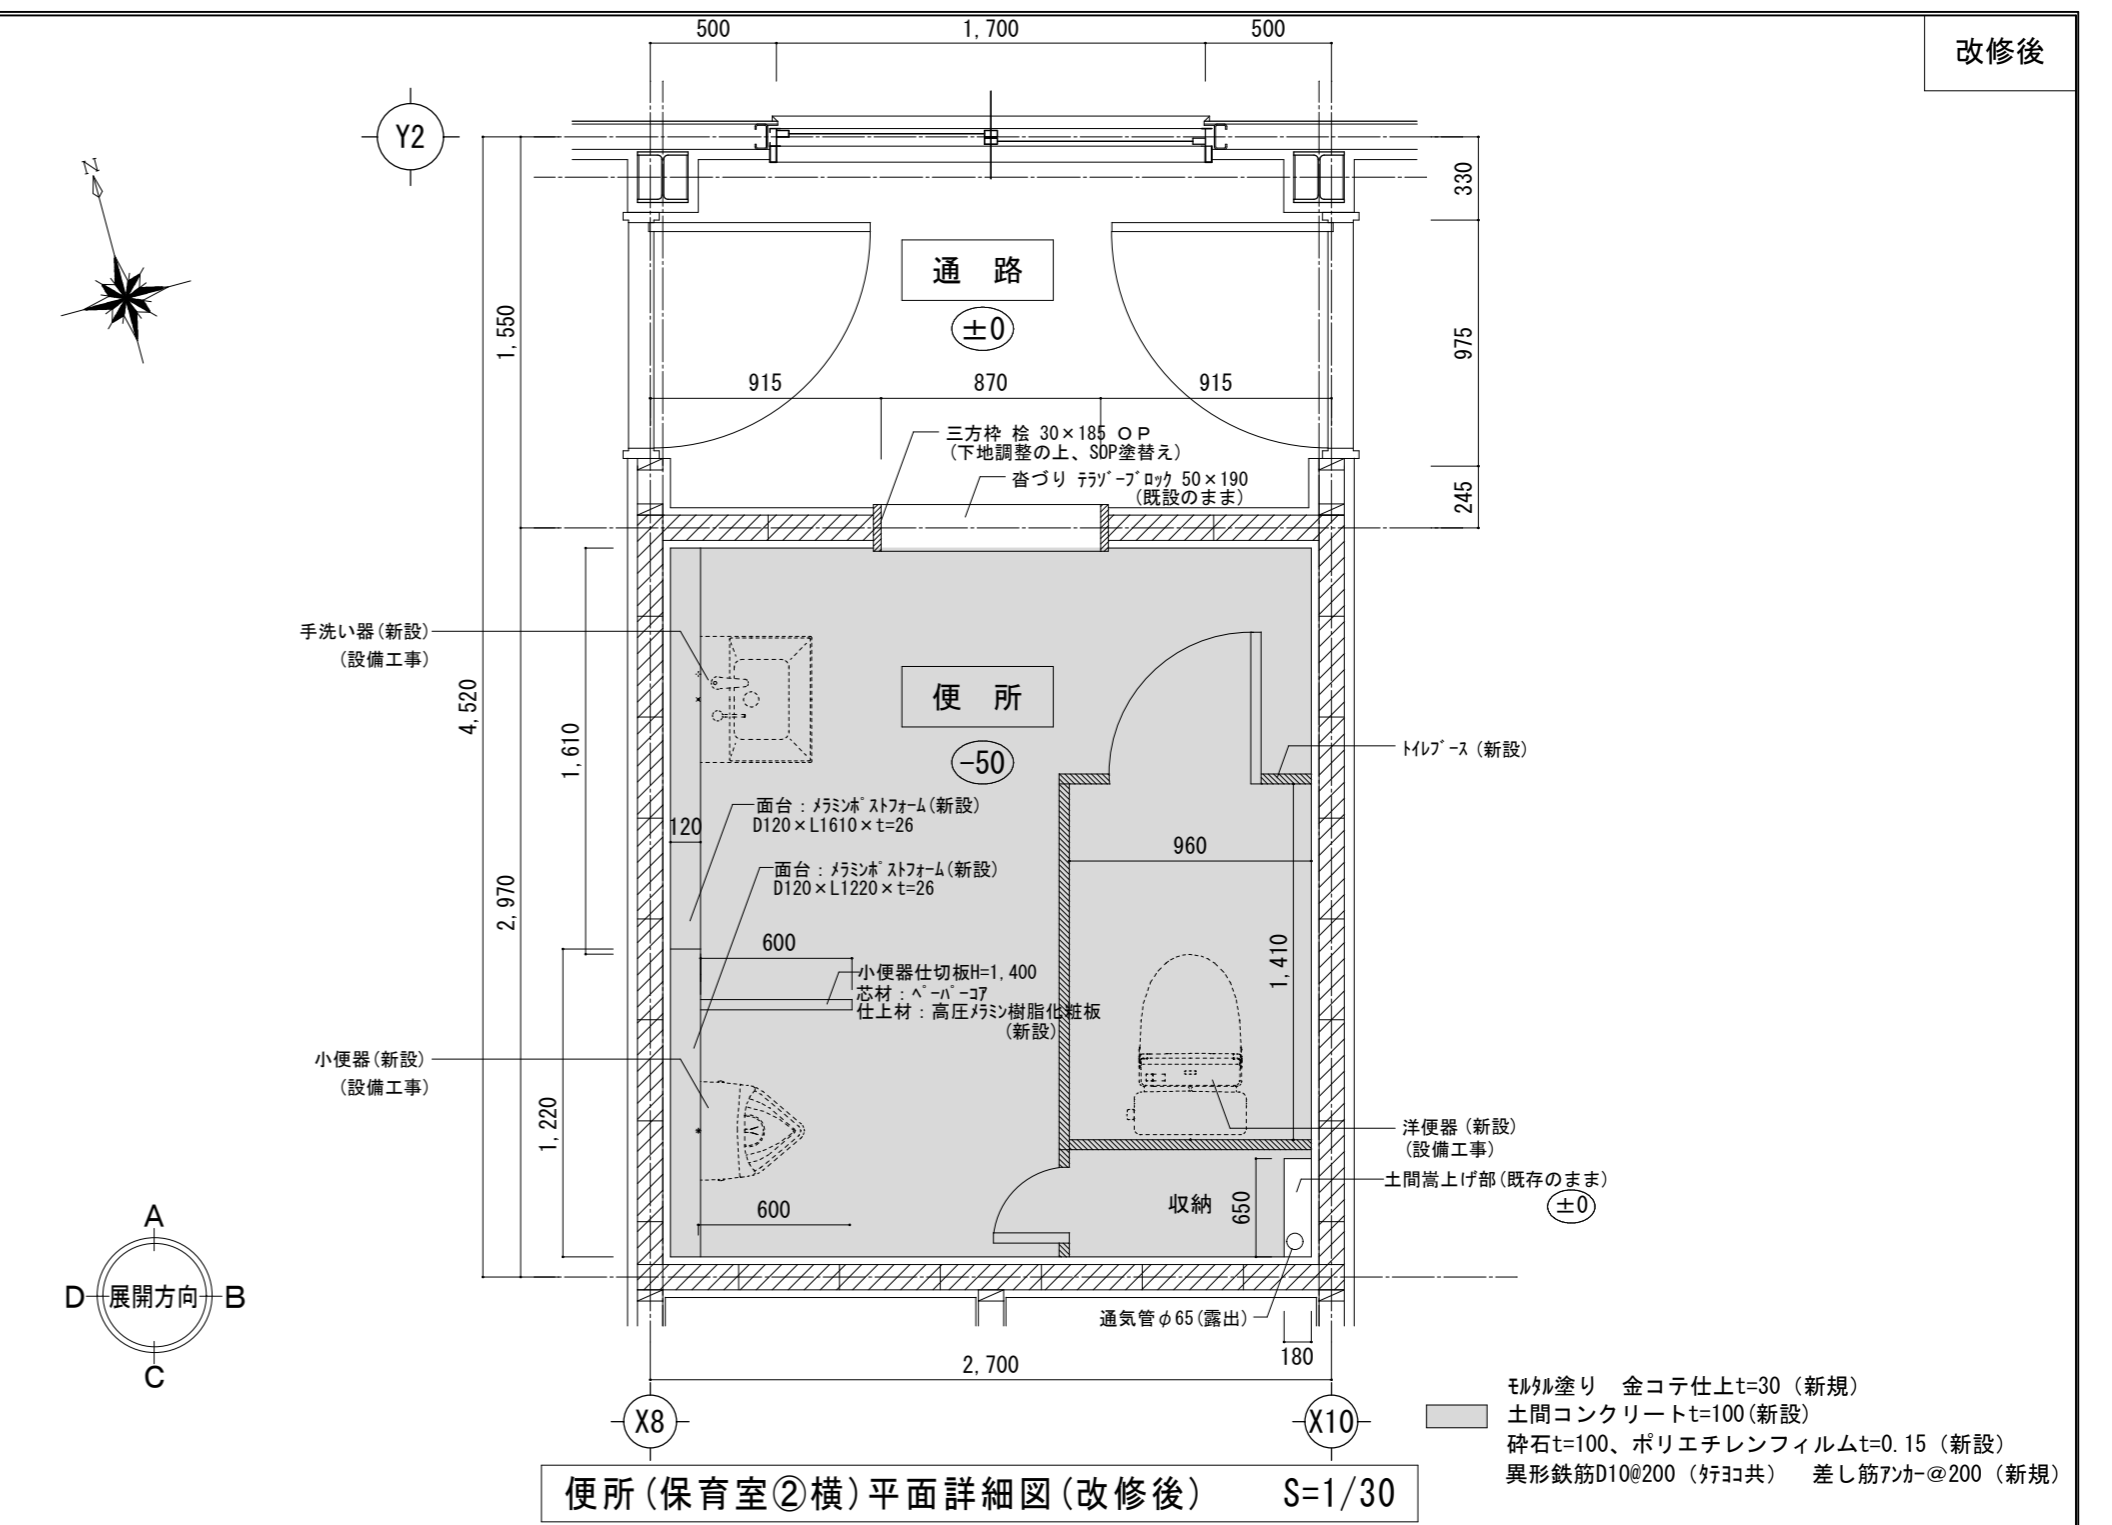 改修後
500
1,700
500
Y2
N
330
通 路
±0
1,550
975
915
870
915
三方枠 桧 30×185 ОＰ
(下地調整の上、SOP塗替え)
沓づり ﾃﾗｿﾞｰﾌﾞﾛｯｸ 50×190
(既設のまま)
245
手洗い器(新設)
(設備工事)
4,520
1,610
便 所
-50
ﾄｲﾚﾌﾞｰｽ (新設)
面台：ﾒﾗﾐﾝﾎﾟｽﾄﾌｫｰﾑ(新設)
D120×L1610×t=26
120
960
面台：ﾒﾗﾐﾝﾎﾟｽﾄﾌｫｰﾑ(新設)
D120×L1220×t=26
2,970
600
1,410
小便器仕切板H=1,400
芯材：ﾍﾟｰﾊﾟｰｺｱ
仕上材：高圧ﾒﾗﾐﾝ樹脂化粧板
(新設)
小便器(新設)
(設備工事)
1,220
洋便器 (新設)
(設備工事)
土間嵩上げ部(既存のまま)
±0
収納
650
600
A
D
展開方向
B
C
通気管φ65(露出)
180
2,700
X8
X10
ﾓﾙﾀﾙ塗り 金コテ仕上t=30 (新規)
土間コンクリートt=100(新設)
砕石t=100、ポリエチレンフィルムt=0.15 (新設)
異形鉄筋D10@200 (ﾀﾃﾖｺ共) 差し筋ｱﾝｶｰ＠200 (新規)
便所(保育室②横)平面詳細図(改修後) S=1/30